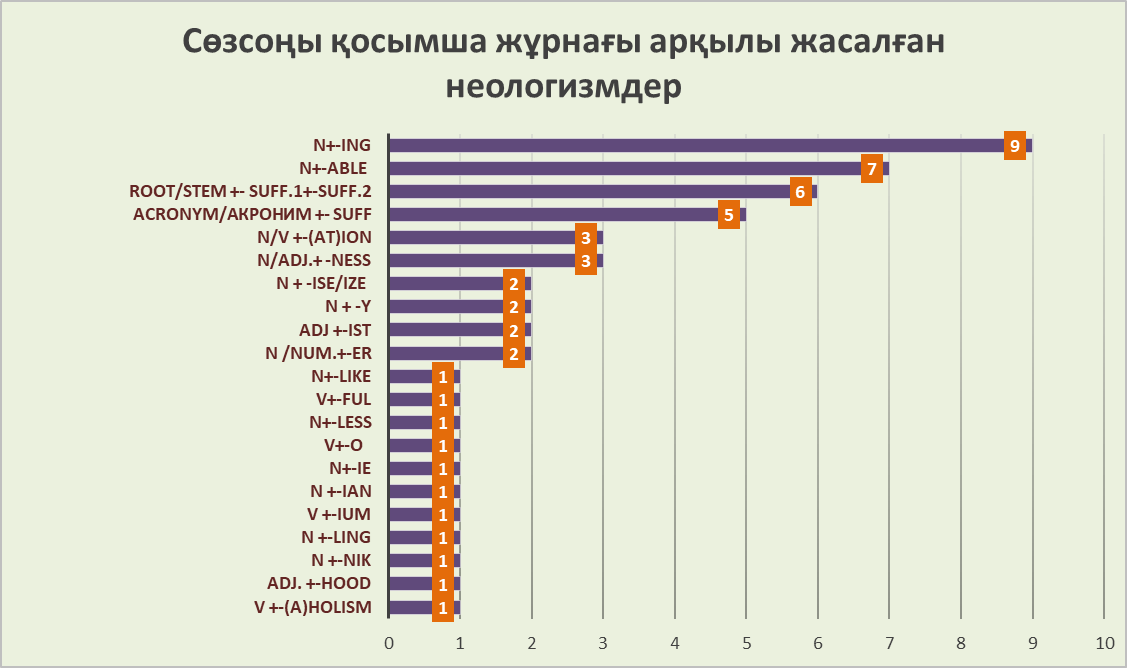 Сөзсоңы қосымша жұрнағы арқылы жасалған
неологизмдер
N+-ING 9
N+-ABLE 7
ROOT/STEM +- SUFF.1+-SUFF.2 6
ACRONYM/АКРОНИМ +- SUFF 5
N/V +-(AT)ION 3
N/ADJ.+ -NESS 3
N + -ISE/IZE 2
N + -Y 2
ADJ +-IST 2
N /NUM.+-ER 2
N+-LIKE 1
V+-FUL 1
N+-LESS 1
V+-O 1
N+-IE 1
N +-IAN 1
V +-IUM 1
N +-LING 1
N +-NIK 1
ADJ. +-HOOD 1
V +-(A)HOLISM 1
0 1 2 3 4 5 6 7 8 9 10